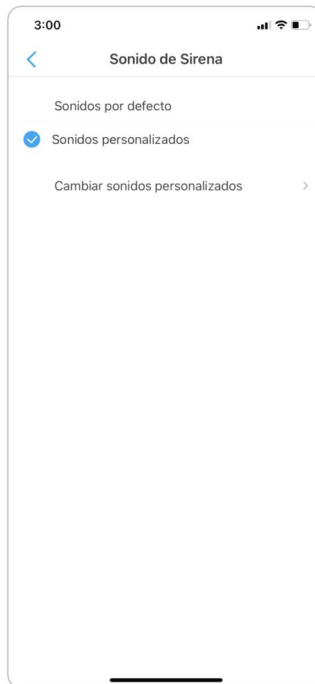 3:00
Sonido de Sirena
Sonidos por defecto
Sonidos personalizados
Cambiar sonidos personalizados